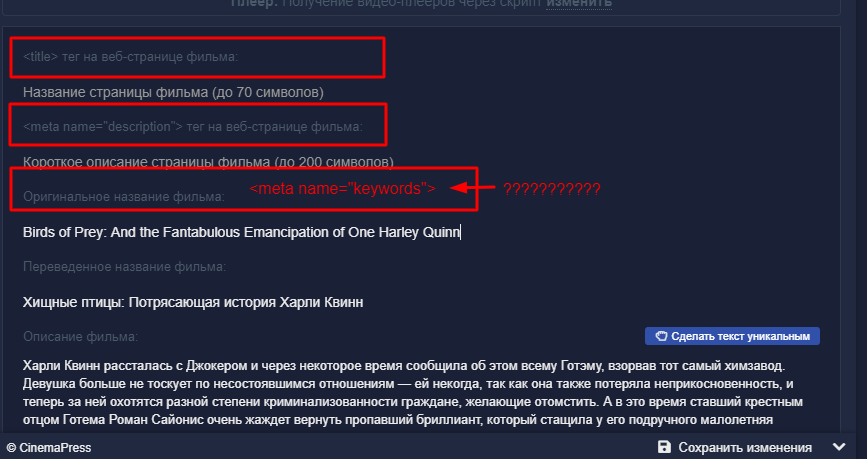 Плеер: Получение видео-плееров через скрипт изменить
<title> тег на веб-странице фильма:
Название страницы фильма (до 70 символов)
<meta name="description"> тег на веб-странице фильма:
Короткое описание страницы фильма (до 200 символов)
Оригинальное название фильма: <meta name="keywords"> ???????????
Birds of Prey: And the Fantabulous Emancipation of One Harley Quinn
Переведенное название фильма:
Хищные птицы: Потрясающая история Харли Квинн
Описание фильма: Сделать текст уникальным
Харли Квинн рассталась с Джокером и через некоторое время сообщила об этом всему Готэму, взорвав тот самый химзавод.
Девушка больше не тоскует по несостоявшимся отношениям — ей некогда, так как она также потеряла неприкосновенность, и
теперь за ней охотятся разной степени криминализованности граждане, желающие отомстить. А в это время ставший крестным
отцом Готема Роман Сайонис очень жаждет вернуть пропавший бриллиант, который стащила у его подручного малолетняя
© CinemaPress Сохранить изменения